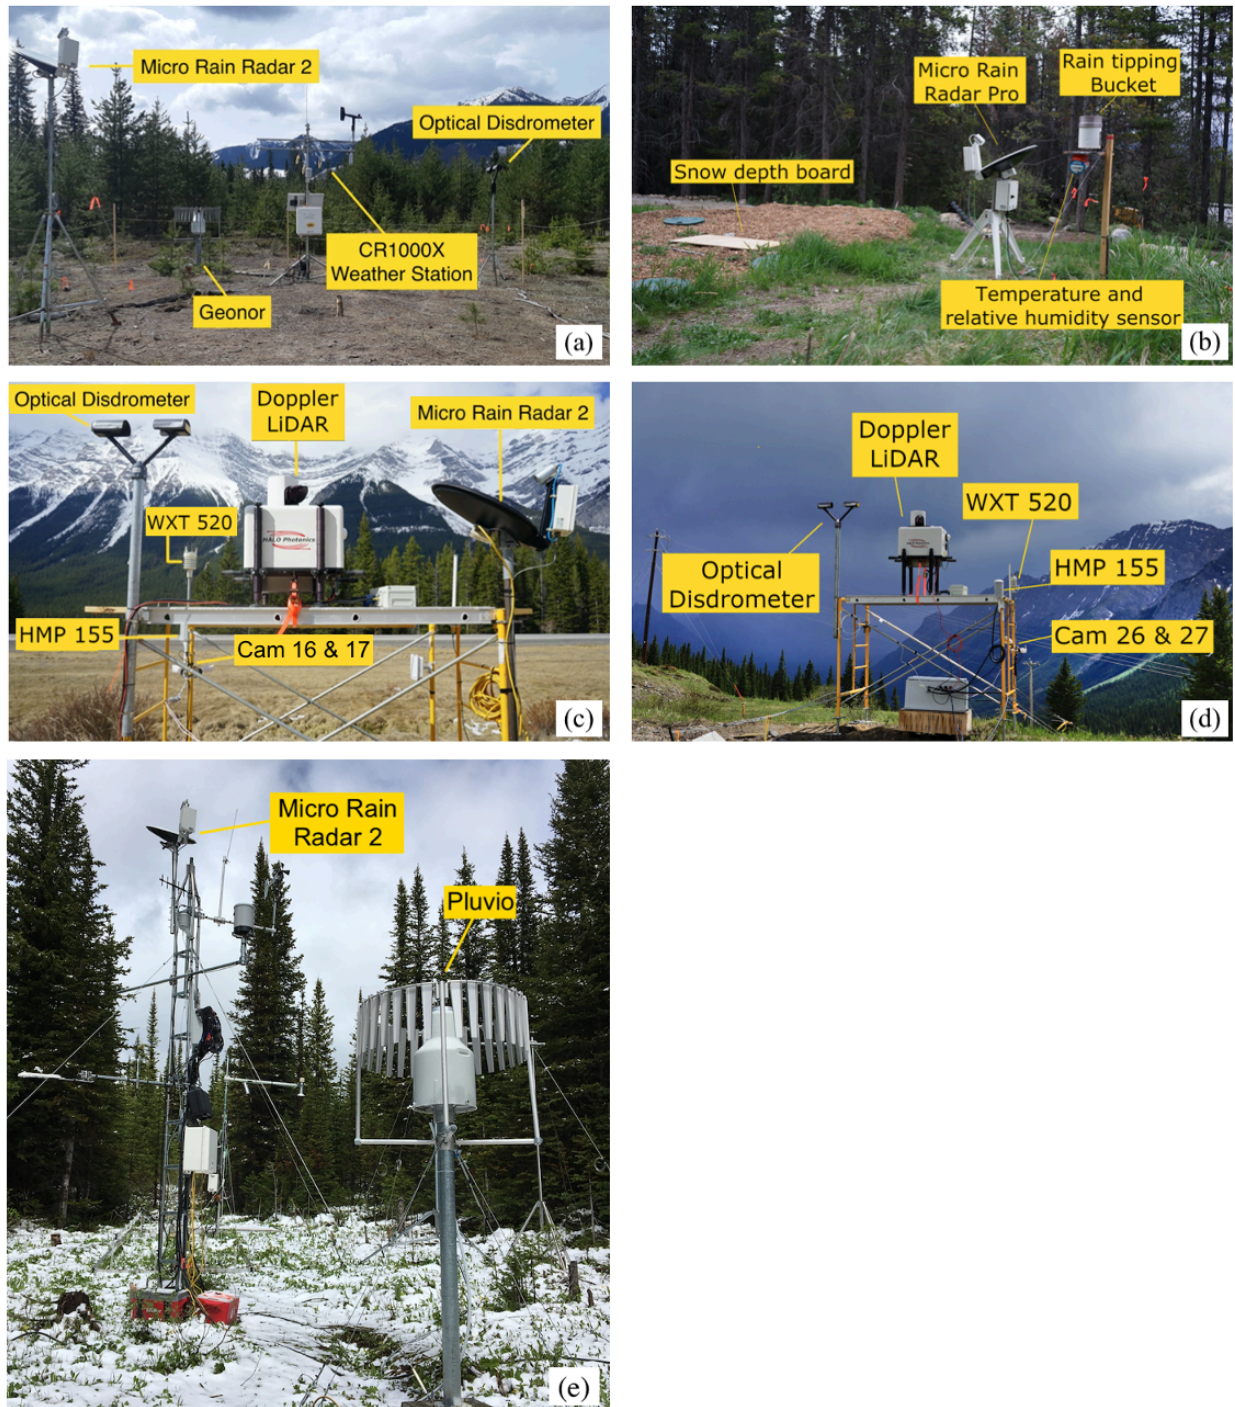 Micro Rain Radar 2
Optical Disdrometer
CR1000X
Weather Station
Geonor
(a)
Micro Rain
Radar Pro
Rain tipping
Bucket
Snow depth board
Temperature and
relative humidity sensor
(b)
Optical Disdrometer
Doppler
LiDAR
Micro Rain Radar 2
WXT 520
HALO Photonics
HMP 155
Cam 16 & 17
(c)
Doppler
LiDAR
WXT 520
Optical
Disdrometer
HMP 155
Cam 26 & 27
(d)
Micro Rain
Radar 2
Pluvio
(e)